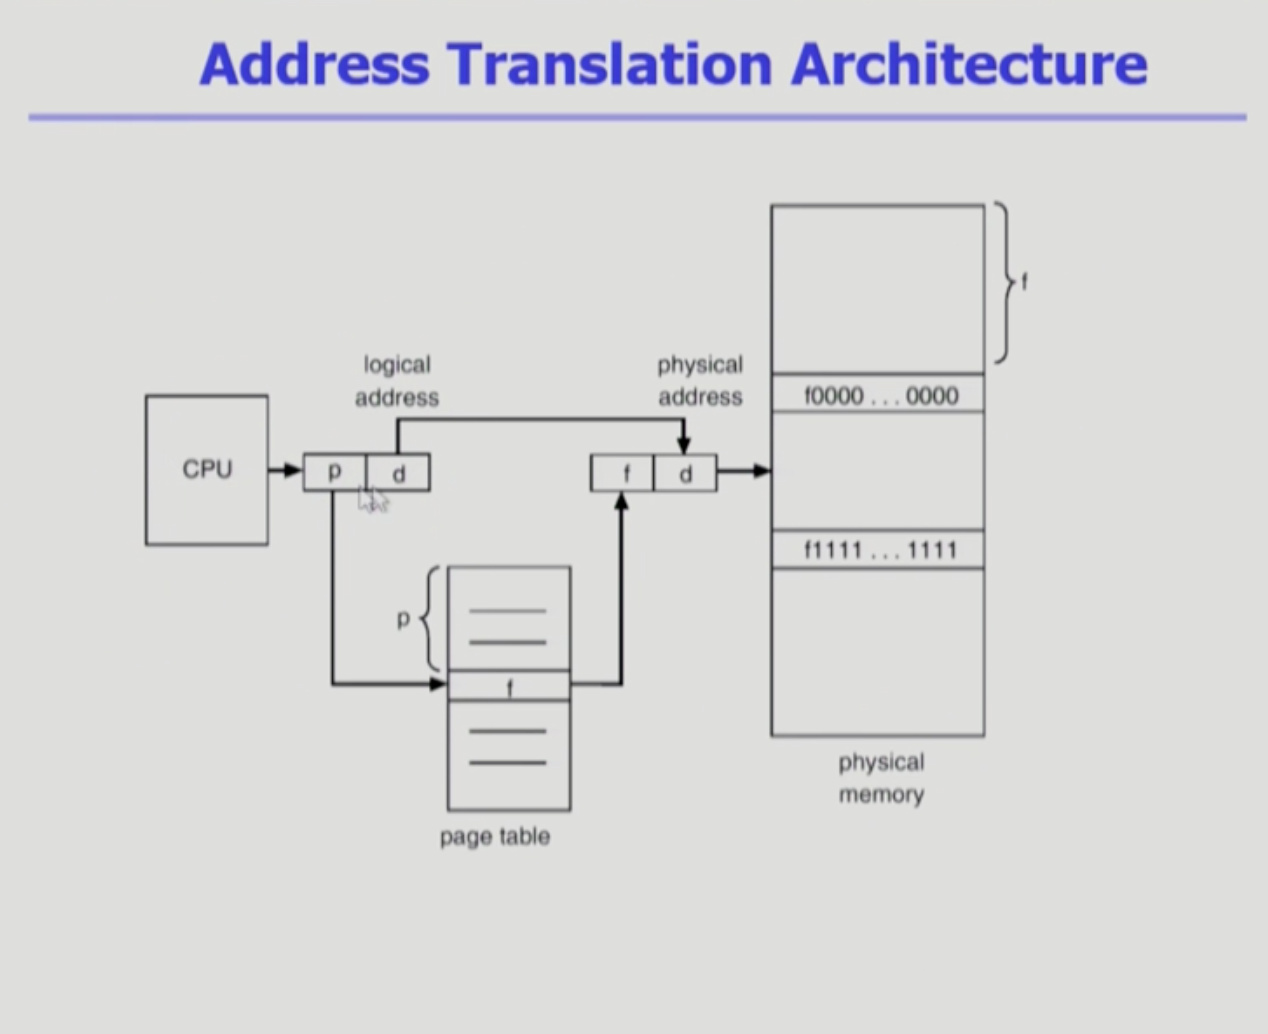 Address Translation Architecture
logical
address
physical
address
CPU
p
d
f
d
f
f0000 . . . 0000
f1111 . . . 1111
p
f
page table
physical
memory